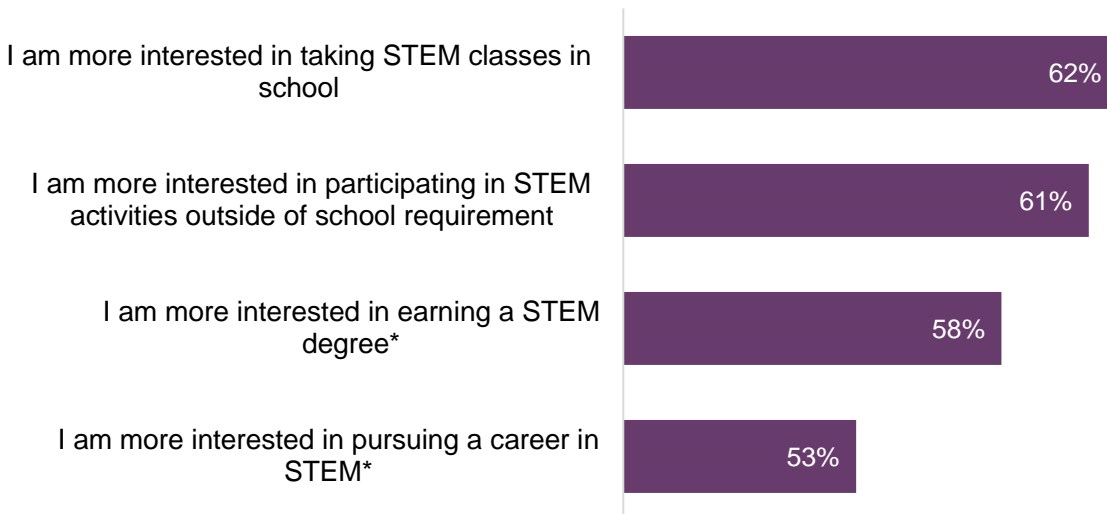 I am more interested in taking STEM classes in
school
62%
I am more interested in participating in STEM
activities outside of school requirement
61%
I am more interested in earning a STEM
degree*
58%
I am more interested in pursuing a career in
STEM*
53%